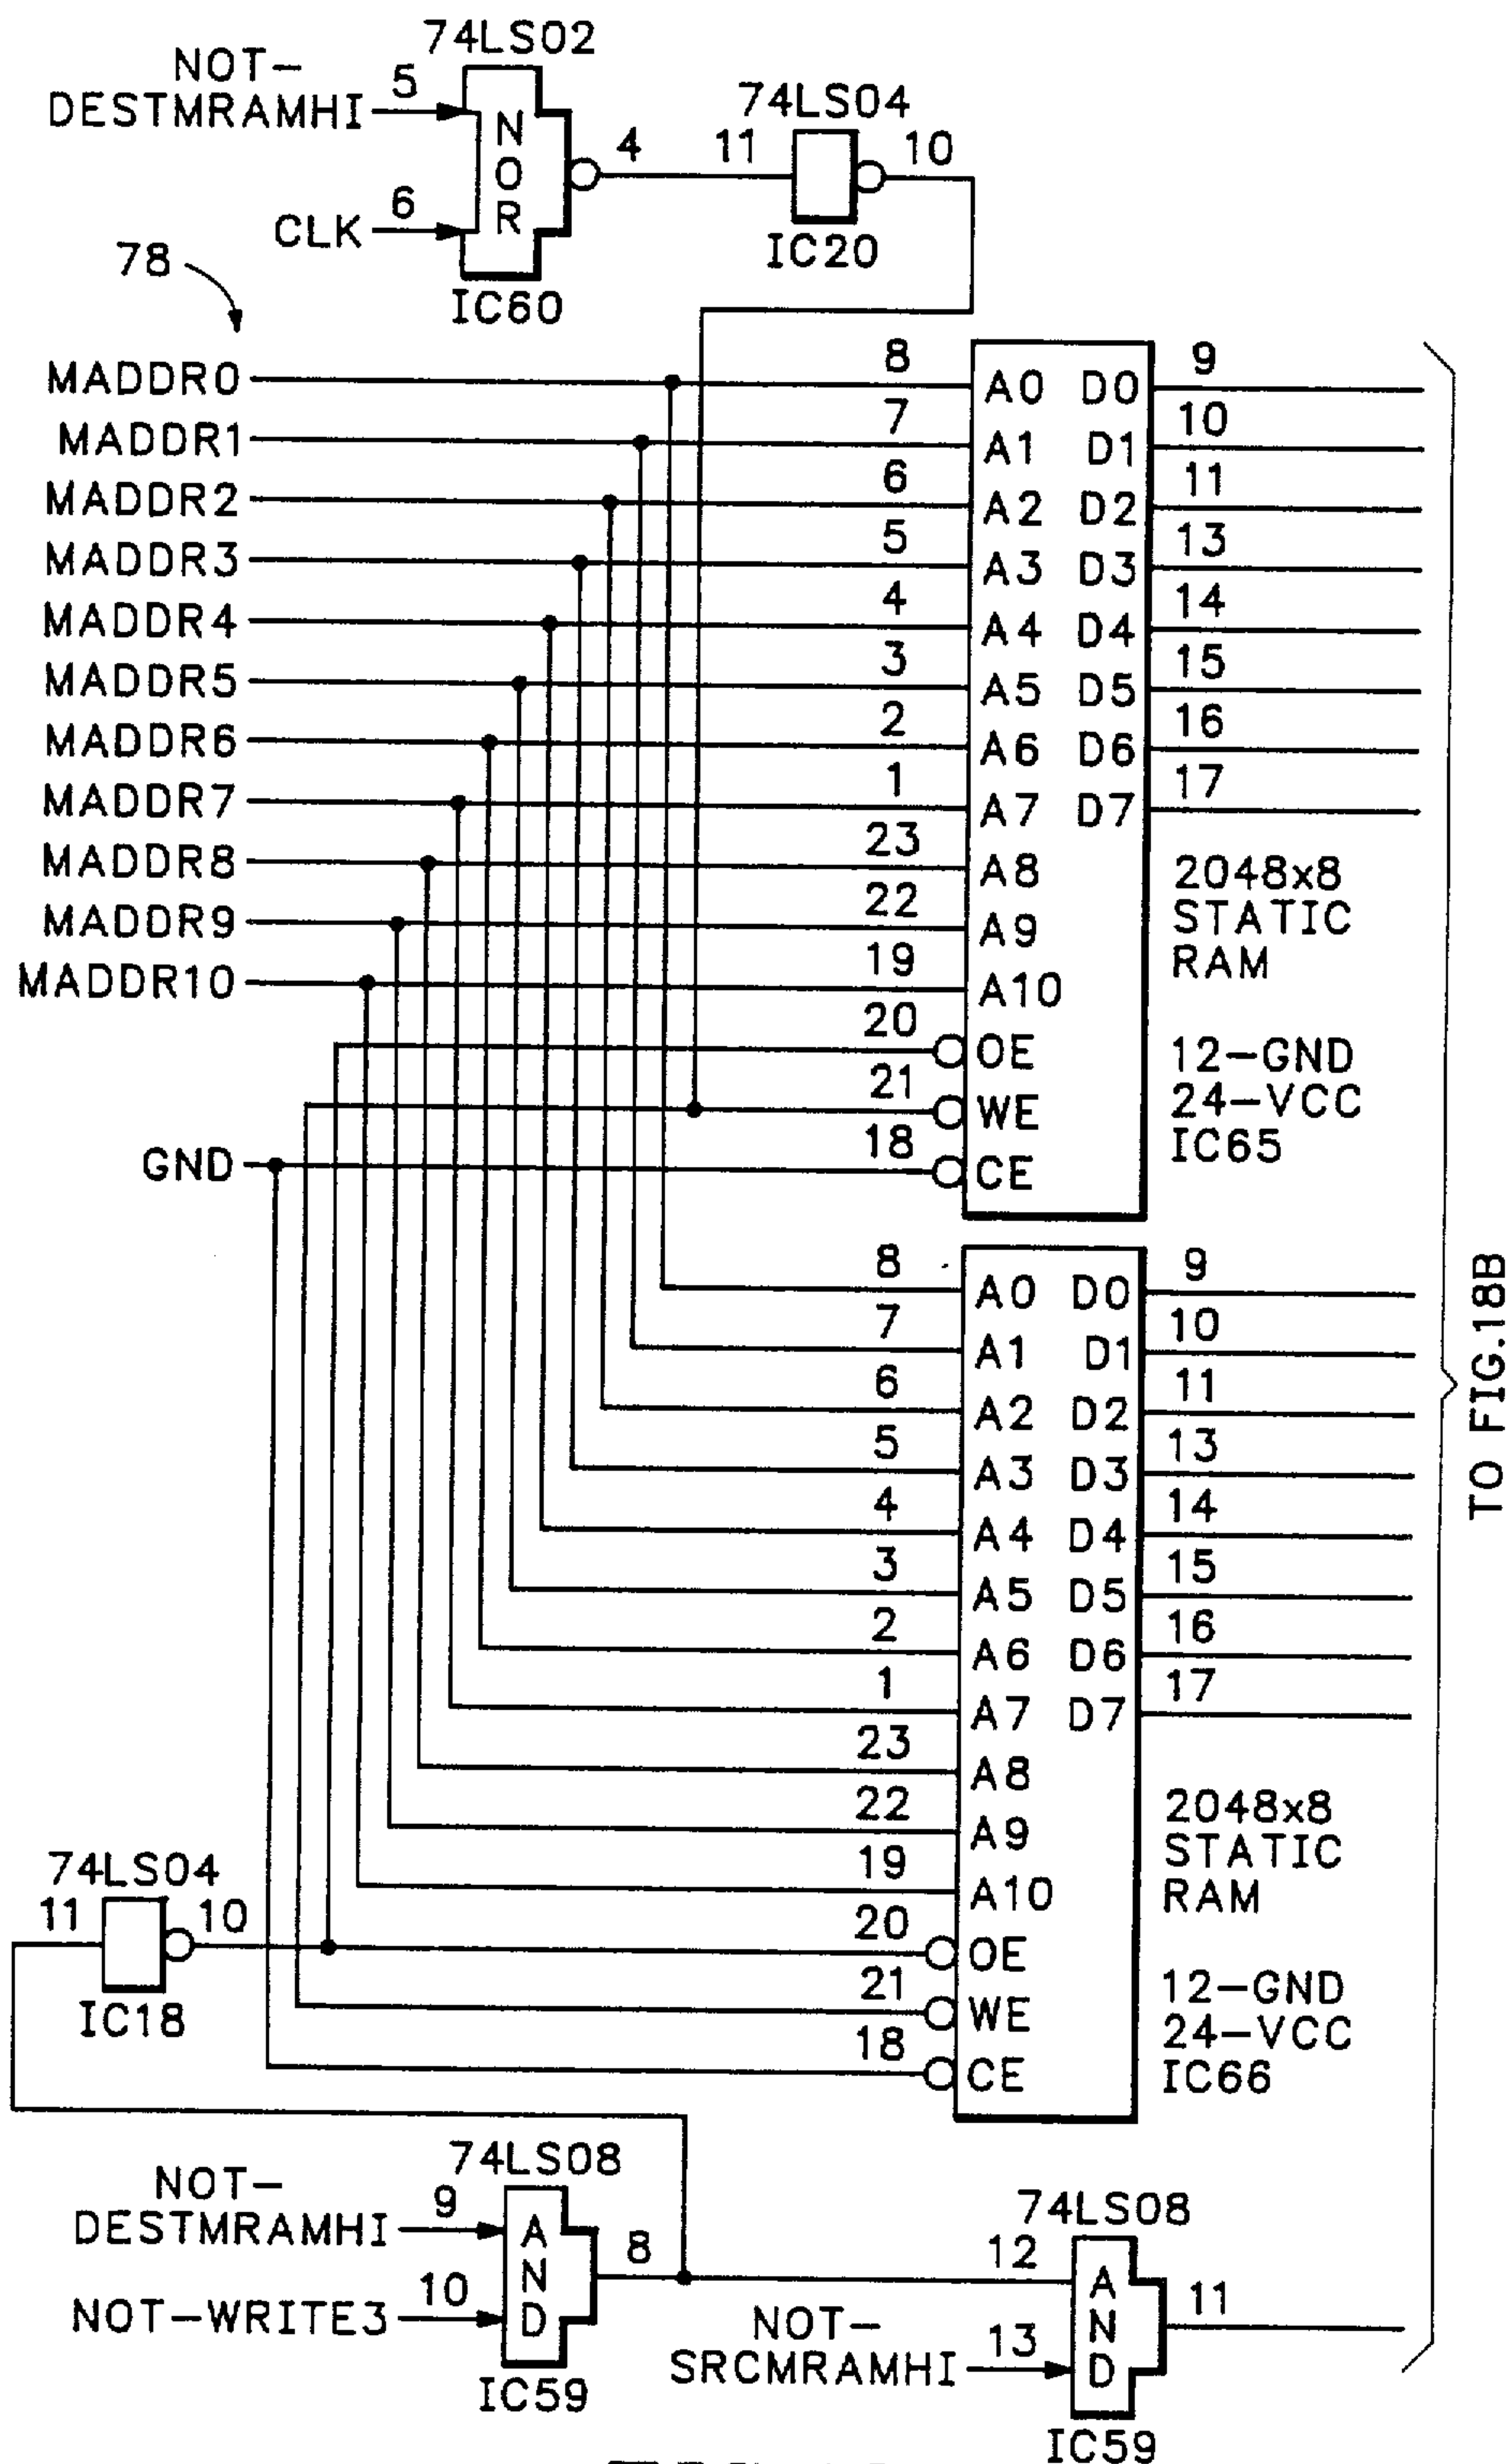 74LS02
NOT-
DESTMRAMHI
5
NOR
4
CLK
6
IC60
74LS04
11
10
IC20
78
MADDR0
8
A0
D0
9
MADDR1
7
A1
D1
10
MADDR2
6
A2
D2
11
MADDR3
5
A3
D3
13
MADDR4
4
A4
D4
14
MADDR5
3
A5
D5
15
MADDR6
2
A6
D6
16
MADDR7
1
A7
D7
17
MADDR8
23
A8
MADDR9
22
A9
MADDR10
19
A10
20
OE
21
WE
GND
18
CE
2048x8
STATIC
RAM
12-GND
24-VCC
IC65
8
A0
D0
9
7
A1
D1
10
6
A2
D2
11
5
A3
D3
13
4
A4
D4
14
3
A5
D5
15
2
A6
D6
16
1
A7
D7
17
23
A8
22
A9
19
A10
20
OE
21
WE
18
CE
2048x8
STATIC
RAM
12-GND
24-VCC
IC66
TO FIG.18B
74LS04
11
10
IC18
74LS08
NOT-
DESTMRAMHI
9
NOT-WRITE3
10
AND
8
IC59
74LS08
12
NOT-
SRCMRAMHI
13
AND
11
IC59